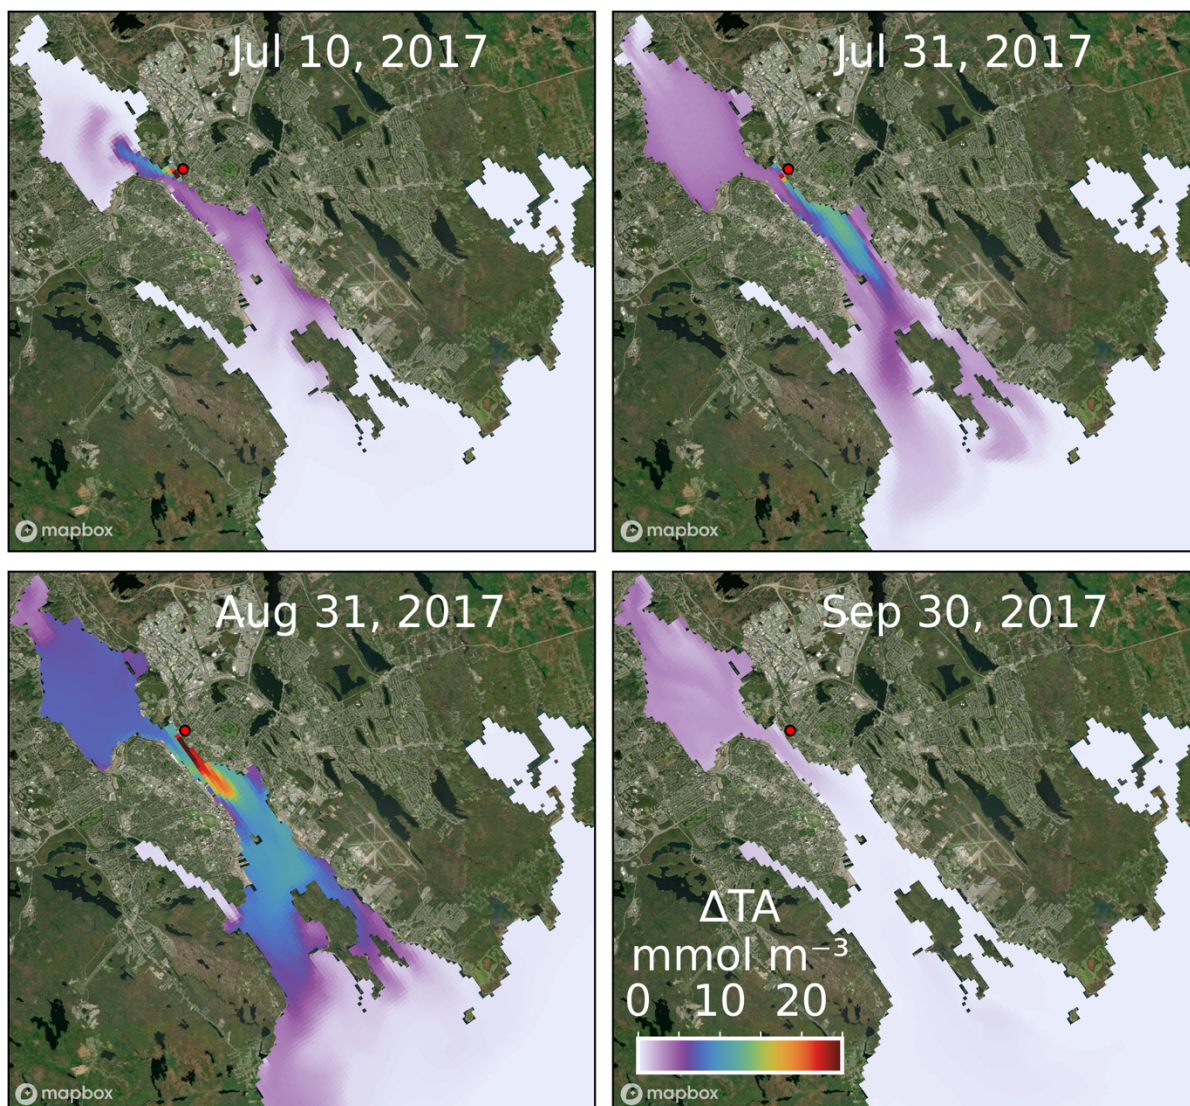 Jul 10, 2017
Jul 31, 2017
mapbox
mapbox
Aug 31, 2017
Sep 30, 2017
ΔTA
mmol m⁻³
0 10 20
mapbox
mapbox